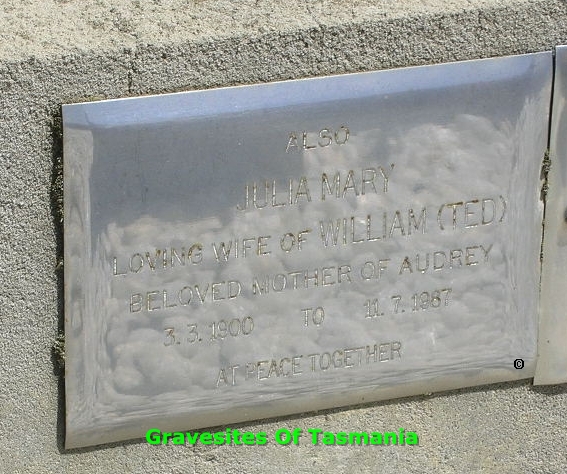 ALSO
JULIA MARY
LOVING WIFE OF WILLIAM (TED)
BELOVED MOTHER OF AUDREY
3. 3. 1900 TO 11. 7. 1987
AT PEACE TOGETHER
©
Gravesites Of Tasmania